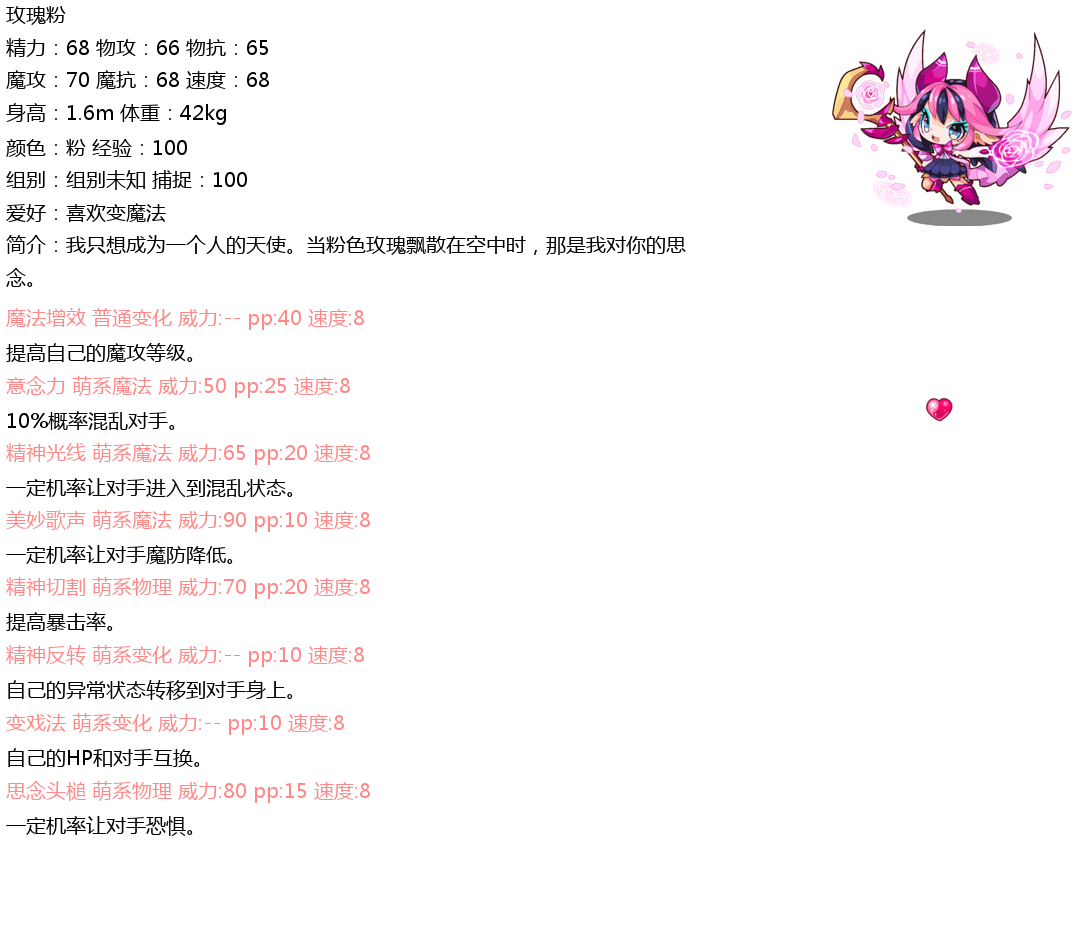 玫瑰粉
精力：68 物攻：66 物抗：65
魔攻：70 魔抗：68 速度：68
身高：1.6m 体重：42kg
颜色：粉 经验：100
组别：组别未知 捕捉：100
爱好：喜欢变魔法
简介：我只想成为一个人的天使。当粉色玫瑰飘散在空中时，那是我对你的思
念。
魔法增效 普通变化 威力:-- pp:40 速度:8
提高自己的魔攻等级。
意念力 萌系魔法 威力:50 pp:25 速度:8
10%概率混乱对手。
精神光线 萌系魔法 威力:65 pp:20 速度:8
一定机率让对手进入到混乱状态。
美妙歌声 萌系魔法 威力:90 pp:10 速度:8
一定机率让对手魔防降低。
精神切割 萌系物理 威力:70 pp:20 速度:8
提高暴击率。
精神反转 萌系变化 威力:-- pp:10 速度:8
自己的异常状态转移到对手身上。
变戏法 萌系变化 威力:-- pp:10 速度:8
自己的HP和对手互换。
思念头槌 萌系物理 威力:80 pp:15 速度:8
一定机率让对手恐惧。